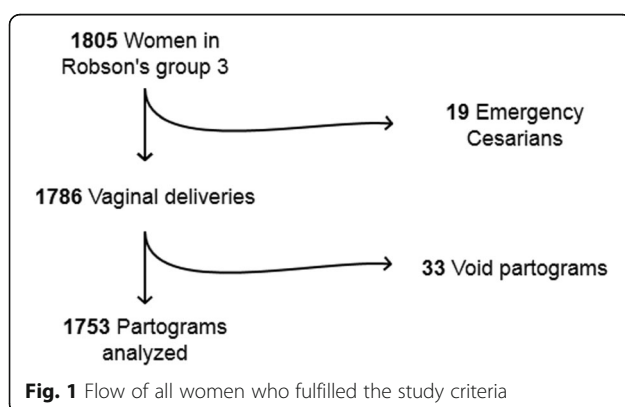 1805 Women in
Robson's group 3
19 Emergency
Cesarians
1786 Vaginal deliveries
33 Void partograms
1753 Partograms
analyzed
Fig. 1 Flow of all women who fulfilled the study criteria